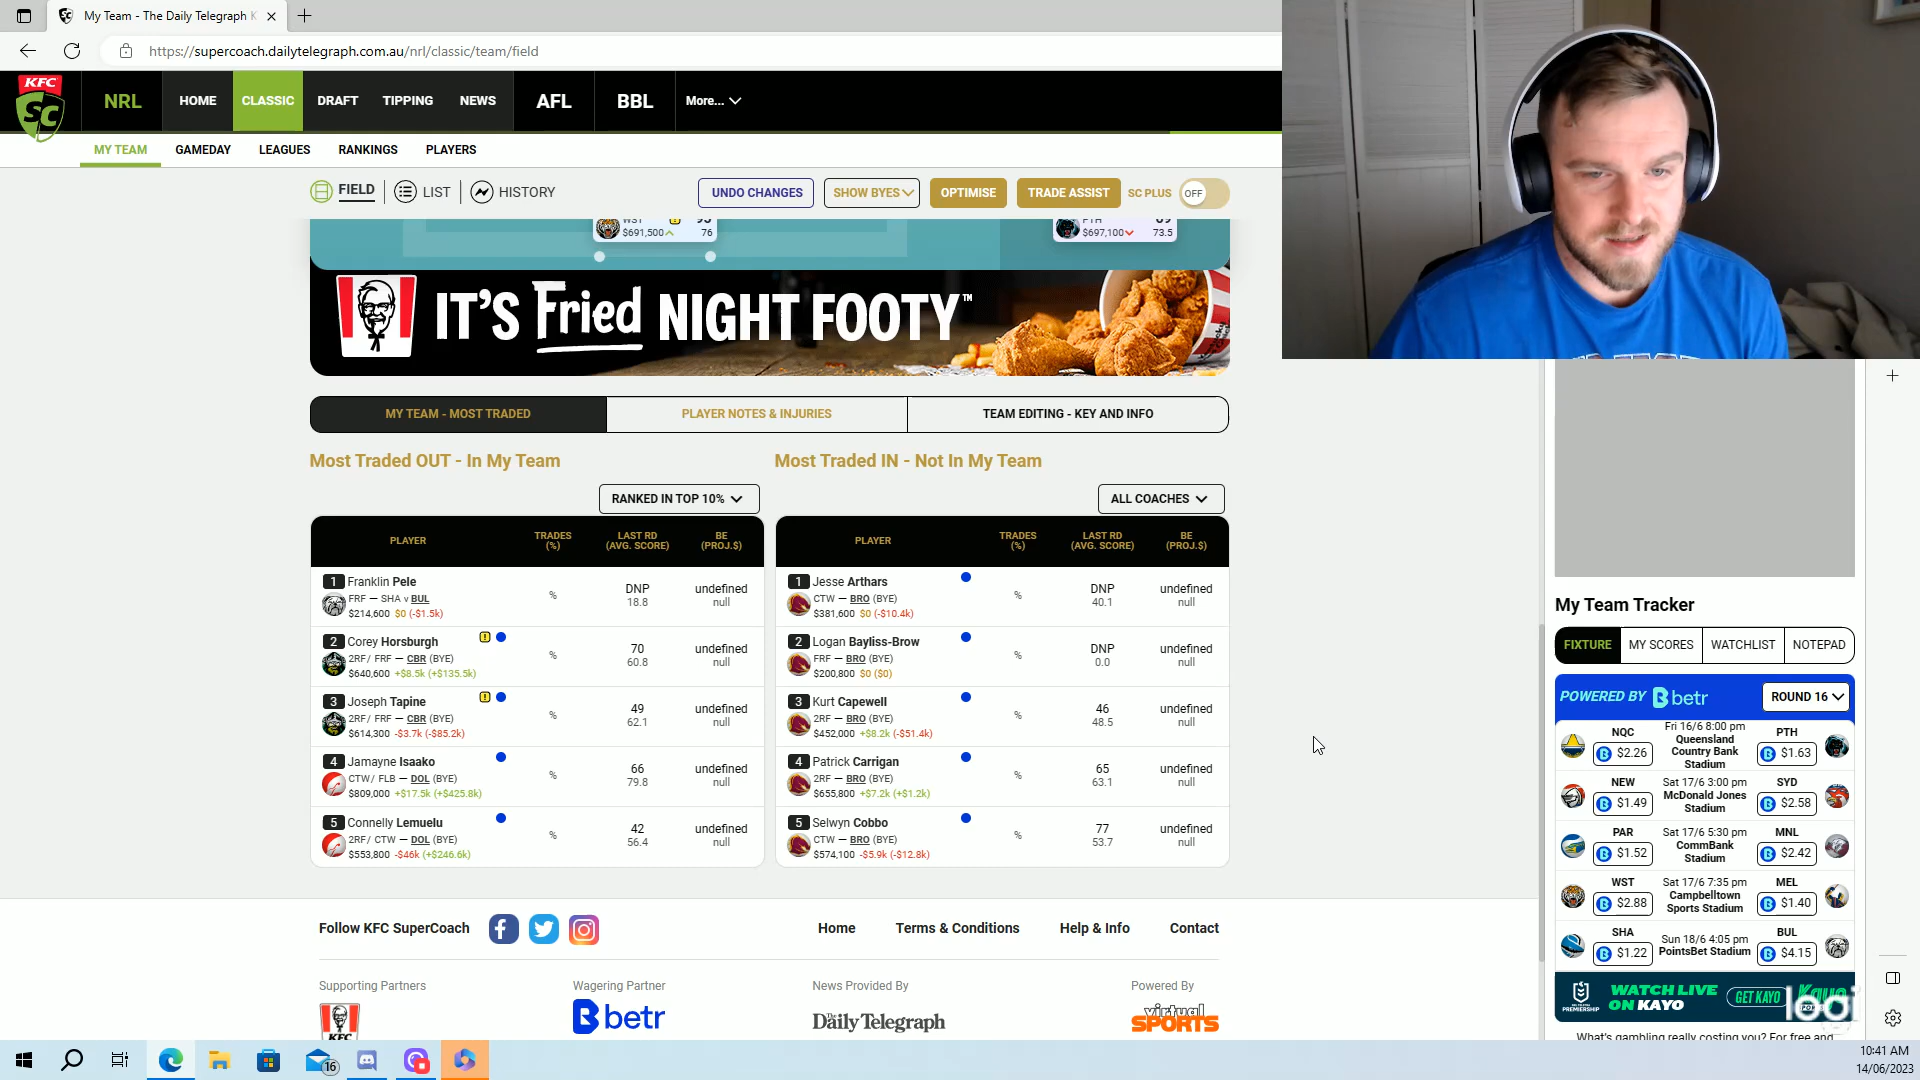 My Team - The Daily Telegraph K
https://supercoach.dailytelegraph.com.au/nrl/classic/team/field
KFC
SC
NRL
HOME
CLASSIC
DRAFT
TIPPING
NEWS
AFL
BBL
More...
MY TEAM
GAMEDAY
LEAGUES
RANKINGS
PLAYERS
FIELD
LIST
HISTORY
UNDO CHANGES
SHOW BYES
OPTIMISE
TRADE ASSIST
SC PLUS
OFF
$691,500 76
$697,100 73.5
IT'S Fried NIGHT FOOTY™
MY TEAM - MOST TRADED
PLAYER NOTES & INJURIES
TEAM EDITING - KEY AND INFO
Most Traded OUT - In My Team
RANKED IN TOP 10%
PLAYER
TRADES (%)
LAST RD (AVG. SCORE)
BE (PROJ.$)
1 Franklin Pele
FRF — SHA v BUL
$214,600 $0 (-$1.5k)
%
DNP
18.8
undefined
null
2 Corey Horsburgh
2RF/ FRF — CBR (BYE)
$640,600 +$8.5k (+$135.5k)
%
70
60.8
undefined
null
3 Joseph Tapine
2RF/ FRF — CBR (BYE)
$614,300 -$3.7k (-$85.2k)
%
49
62.1
undefined
null
4 Jamayne Isaako
CTW/ FLB — DOL (BYE)
$809,000 +$17.5k (+$425.8k)
%
66
79.8
undefined
null
5 Connelly Lemuelu
2RF/ CTW — DOL (BYE)
$553,800 -$46k (+$246.6k)
%
42
56.4
undefined
null
Most Traded IN - Not In My Team
ALL COACHES
PLAYER
TRADES (%)
LAST RD (AVG. SCORE)
BE (PROJ.$)
1 Jesse Arthars
CTW — BRO (BYE)
$381,600 $0 (-$10.4k)
%
DNP
40.1
undefined
null
2 Logan Bayliss-Brow
FRF — BRO (BYE)
$200,800 $0 ($0)
%
DNP
0.0
undefined
null
3 Kurt Capewell
2RF — BRO (BYE)
$452,000 +$8.2k (-$51.4k)
%
46
48.5
undefined
null
4 Patrick Carrigan
2RF — BRO (BYE)
$655,800 +$7.2k (+$1.2k)
%
65
63.1
undefined
null
5 Selwyn Cobbo
CTW — BRO (BYE)
$574,100 -$5.9k (-$12.8k)
%
77
53.7
undefined
null
My Team Tracker
FIXTURE
MY SCORES
WATCHLIST
NOTEPAD
POWERED BY betr
ROUND 16
NQC
$2.26
Fri 16/6 8:00 pm
Queensland
Country Bank
Stadium
PTH
$1.63
NEW
$1.49
Sat 17/6 3:00 pm
McDonald Jones
Stadium
SYD
$2.58
PAR
$1.52
Sat 17/6 5:30 pm
CommBank
Stadium
MNL
$2.42
WST
$2.88
Sat 17/6 7:35 pm
Campbelltown
Sports Stadium
MEL
$1.40
SHA
$1.22
Sun 18/6 4:05 pm
PointsBet Stadium
BUL
$4.15
WATCH LIVE
ON KAYO
GET KAYO
logi
What's gambling really costing you? For free and
Follow KFC SuperCoach
Home
Terms & Conditions
Help & Info
Contact
Supporting Partners
KFC
Wagering Partner
betr
News Provided By
The Daily Telegraph
Powered By
virtual
SPORTS
16
10:41 AM
14/06/2023